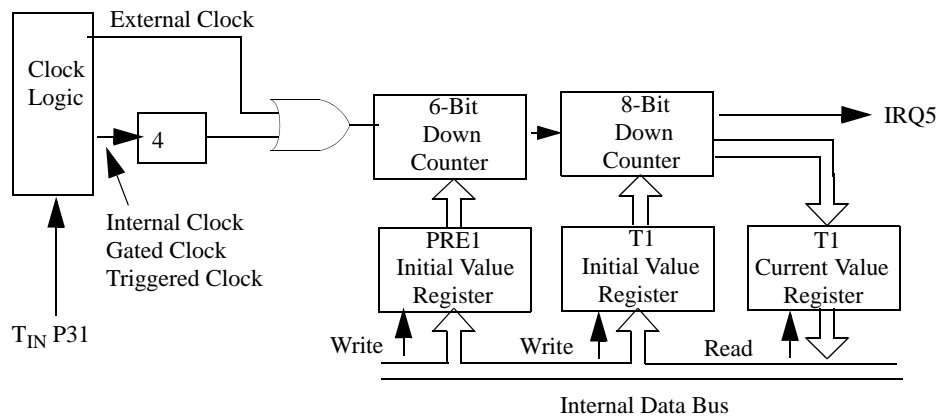 External Clock
Clock
Logic
4
6-Bit
Down
Counter
8-Bit
Down
Counter
IRQ5
Internal Clock
Gated Clock
Triggered Clock
PRE1
Initial Value
Register
T1
Initial Value
Register
T1
Current Value
Register
TIN P31
Write
Write
Read
Internal Data Bus